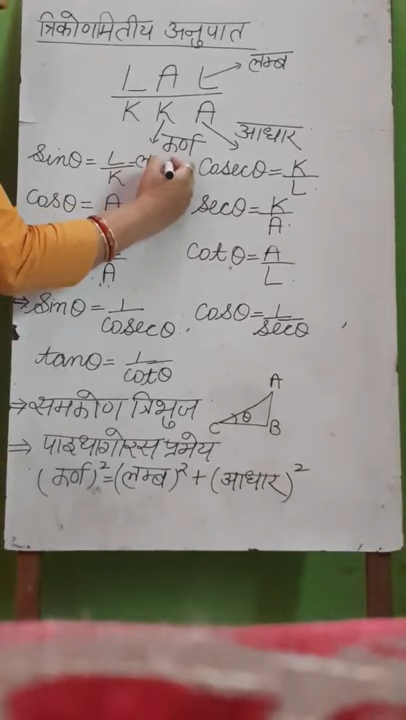 त्रिकोणमितीय अनुपात
L A L → लम्ब
K K A
कर्ण आधार
sinθ = L/K = ल cosecθ = K/L
cosθ = A secθ = K/A
A cotθ = A/L
⇒ sinθ = 1/cosecθ , cosθ = 1/secθ ,
tanθ = 1/cotθ
⇒ समकोण त्रिभुज A
C θ B
⇒ पाइथागोरस प्रमेय
(कर्ण)² = (लम्ब)² + (आधार)²